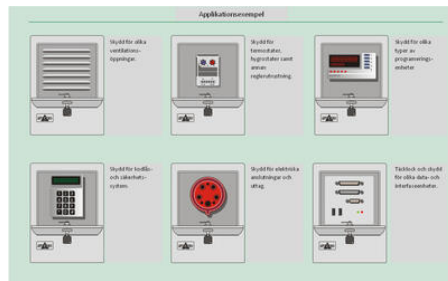 Applikationsexempel
Skydd för olika
ventilations-
öppningar.
Skydd för
termostater,
hygrostater samt
annan
reglerutrustning.
Skydd för olika
typer av
programmerings-
enheter
Skydd för kodlås-
och säkerhets-
system.
Skydd för elektriska
anslutningar och
uttag.
Täcklock och skydd
för olika data- och
interfaceenheter.